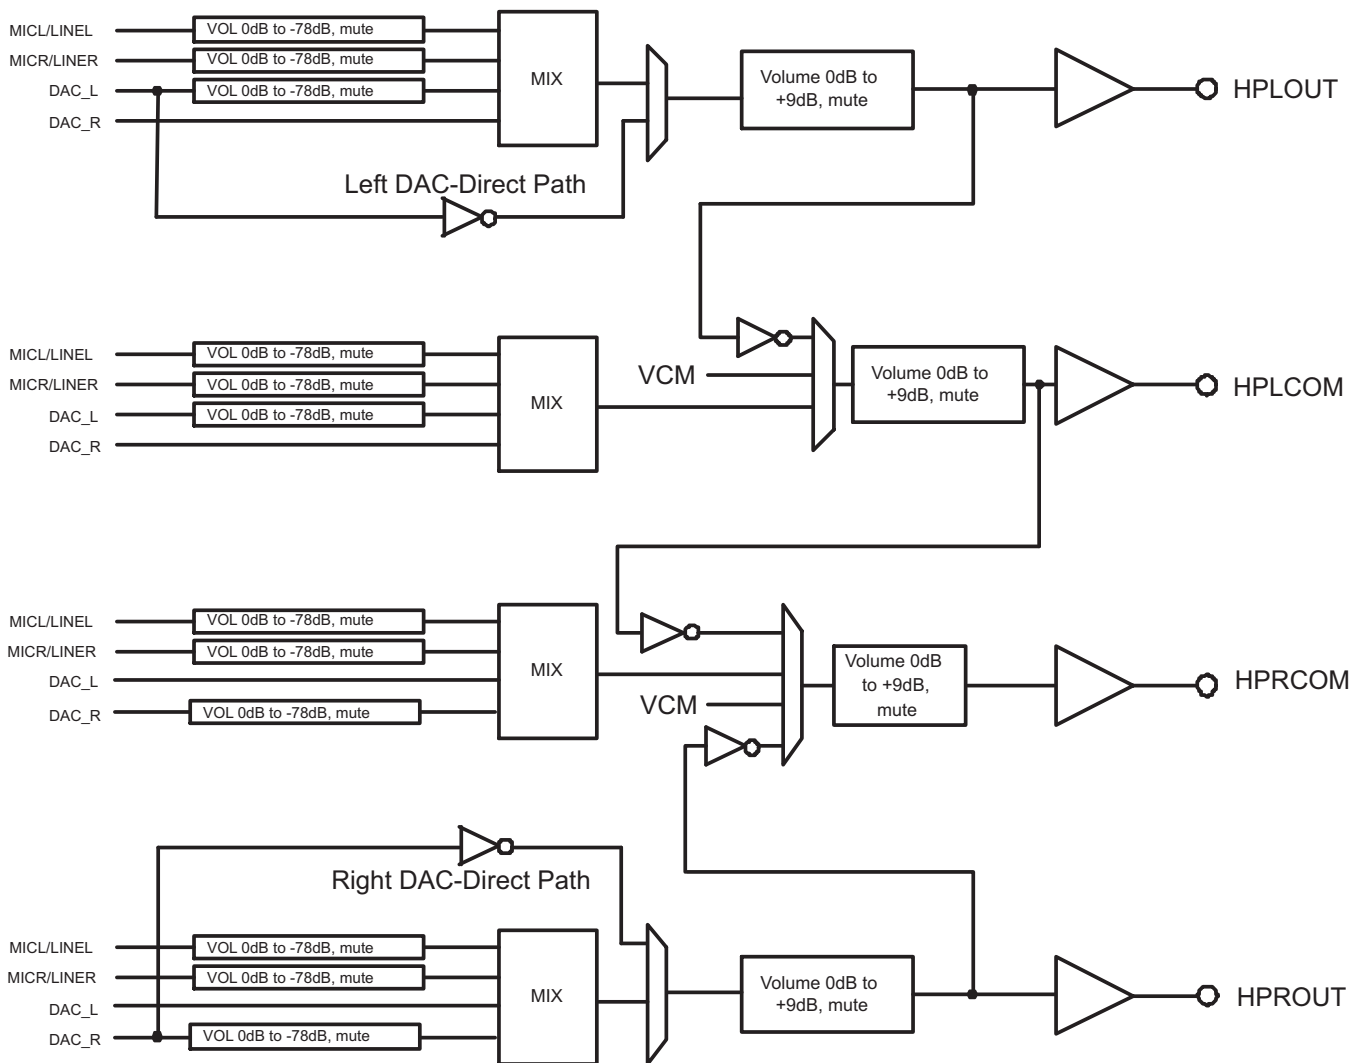 MICL/LINEL
VOL 0dB to -78dB, mute
MICR/LINER
VOL 0dB to -78dB, mute
DAC_L
VOL 0dB to -78dB, mute
DAC_R
MIX
Volume 0dB to
+9dB, mute
HPLOUT
Left DAC-Direct Path
MICL/LINEL
VOL 0dB to -78dB, mute
MICR/LINER
VOL 0dB to -78dB, mute
DAC_L
VOL 0dB to -78dB, mute
DAC_R
MIX
VCM
Volume 0dB to
+9dB, mute
HPLCOM
MICL/LINEL
VOL 0dB to -78dB, mute
MICR/LINER
VOL 0dB to -78dB, mute
DAC_L
DAC_R
VOL 0dB to -78dB, mute
MIX
VCM
Volume 0dB
to +9dB,
mute
HPRCOM
Right DAC-Direct Path
MICL/LINEL
VOL 0dB to -78dB, mute
MICR/LINER
VOL 0dB to -78dB, mute
DAC_L
DAC_R
VOL 0dB to -78dB, mute
MIX
Volume 0dB to
+9dB, mute
HPROUT